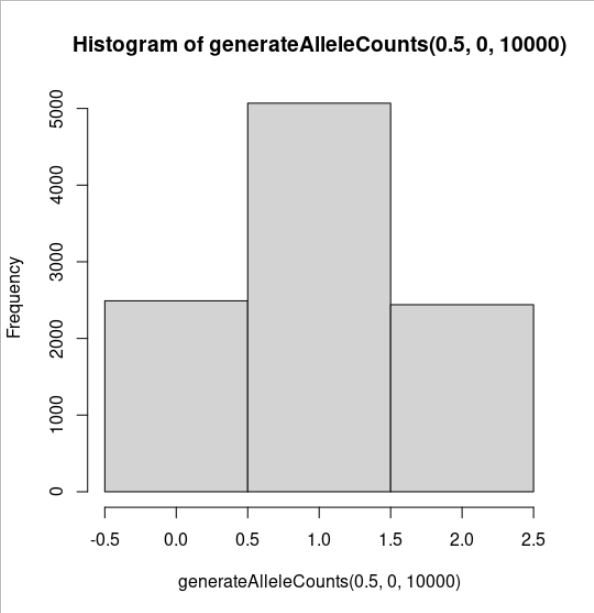 Histogram of generateAlleleCounts(0.5, 0, 10000)
5000
4000
3000
2000
1000
0
Frequency
-0.5 0.0 0.5 1.0 1.5 2.0 2.5
generateAlleleCounts(0.5, 0, 10000)